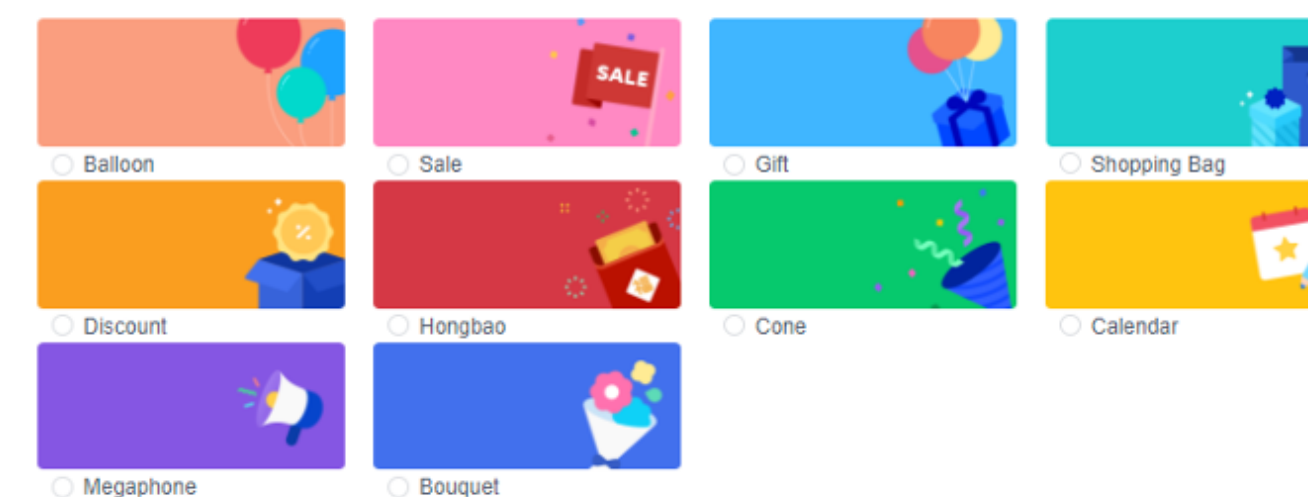 SALE
Balloon
Sale
Gift
Shopping Bag
%
Discount
Hongbao
Cone
Calendar
Megaphone
Bouquet